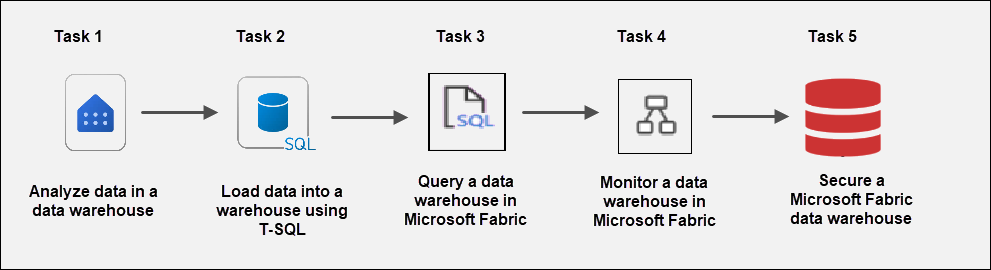 Task 1
Task 2
Task 3
Task 4
Task 5
SQL
SQL
Analyze data in a
data warehouse
Load data into a
warehouse using
T-SQL
Query a data
warehouse in
Microsoft Fabric
Monitor a data
warehouse in
Microsoft Fabric
Secure a
Microsoft Fabric
data warehouse